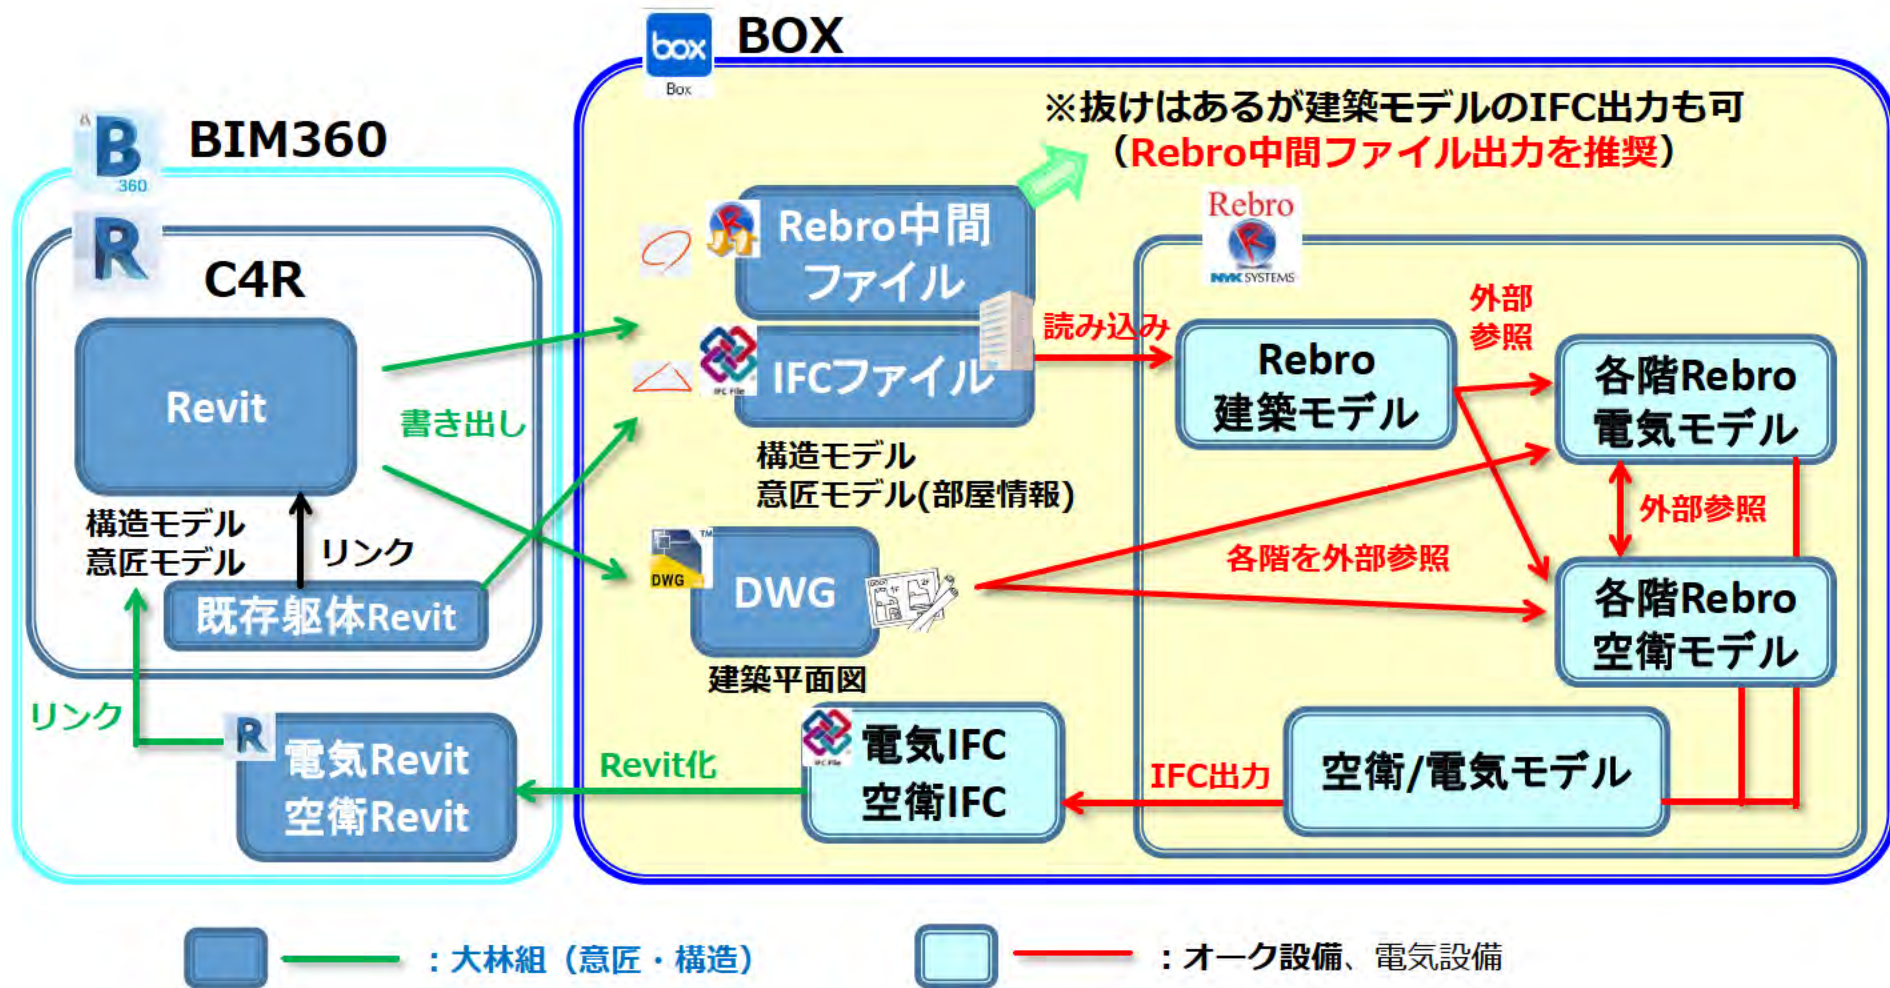 box
Box
BOX
※抜けはあるが建築モデルのIFC出力も可
（Rebro中間ファイル出力を推奨）
B
360
BIM360
R
C4R
Revit
構造モデル
意匠モデル
リンク
既存躯体Revit
リンク
R
電気Revit
空衛Revit
書き出し
Rebro中間
ファイル
IFC File
IFCファイル
構造モデル
意匠モデル(部屋情報)
TM
DWG
DWG
建築平面図
読み込み
Rebro
NYK SYSTEMS
Rebro
建築モデル
外部
参照
各階Rebro
電気モデル
外部参照
各階を外部参照
各階Rebro
空衛モデル
空衛/電気モデル
IFC出力
IFC File
電気IFC
空衛IFC
Revit化
：大林組（意匠・構造）
：オーク設備、電気設備